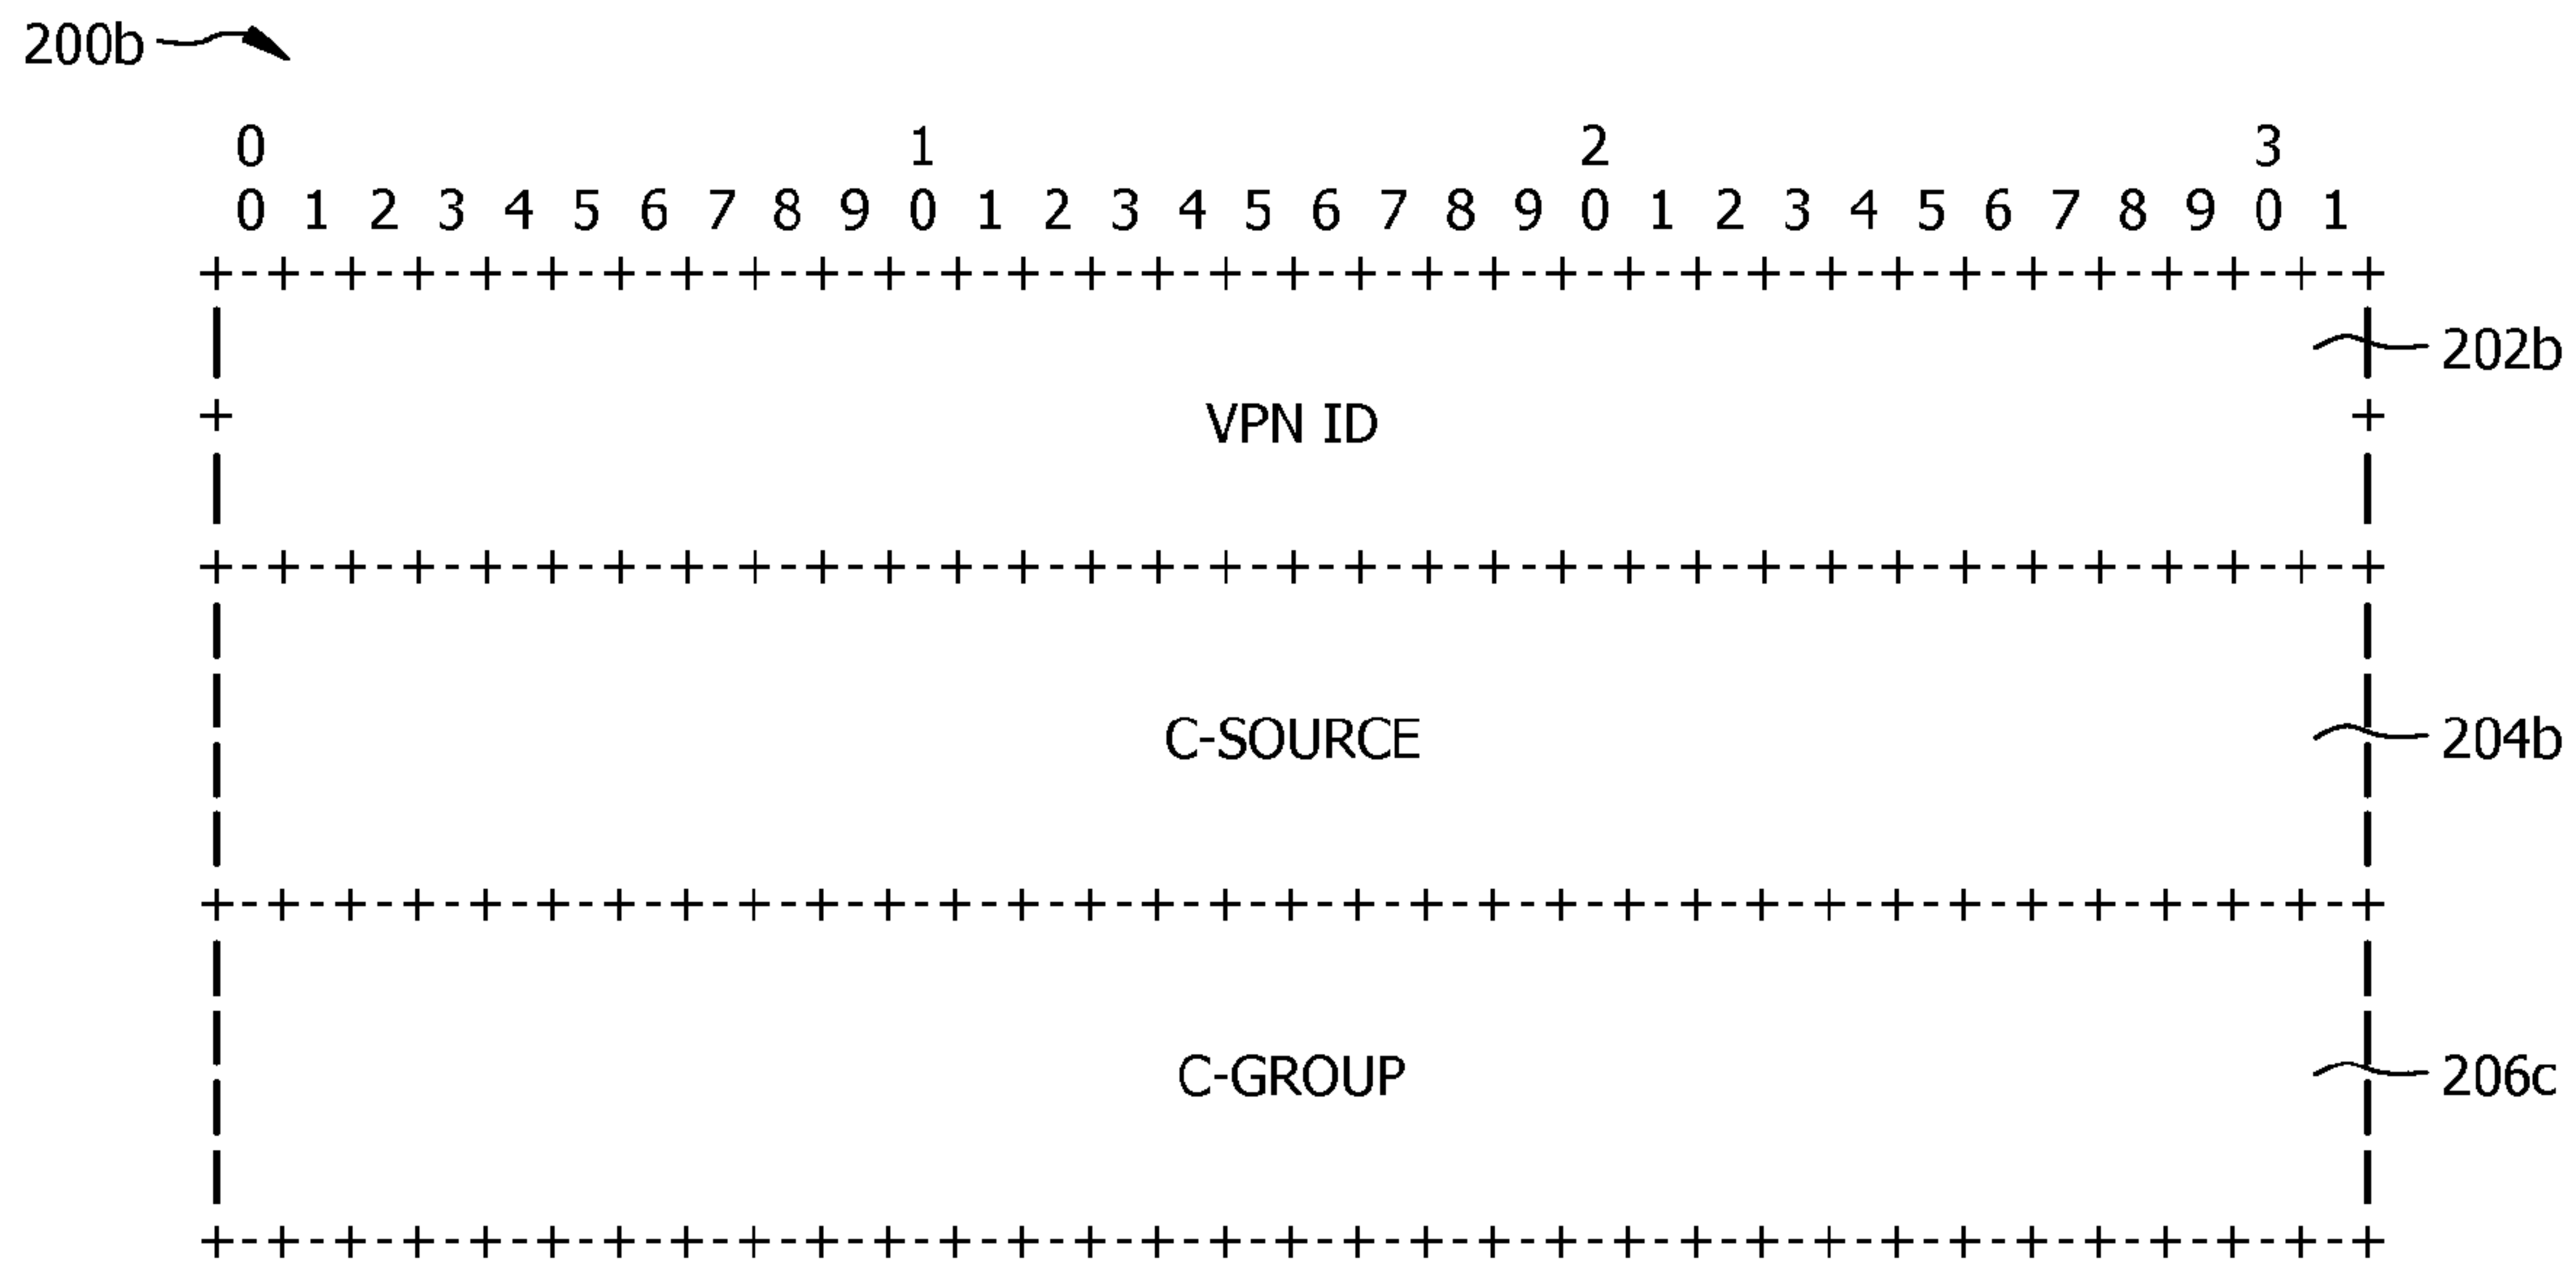 200b
0 1 2 3
0 1 2 3 4 5 6 7 8 9 0 1 2 3 4 5 6 7 8 9 0 1 2 3 4 5 6 7 8 9 0 1
202b
VPN ID
C-SOURCE 204b
C-GROUP 206c